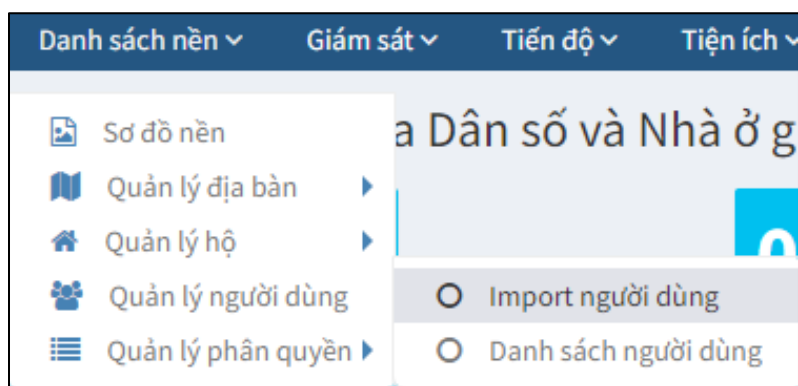 Danh sách nền Giám sát Tiến độ Tiện ích
a Dân số và Nhà ở g
Sơ đồ nền
Quản lý địa bàn
Quản lý hộ
Quản lý người dùng
Import người dùng
Quản lý phân quyền
Danh sách người dùng